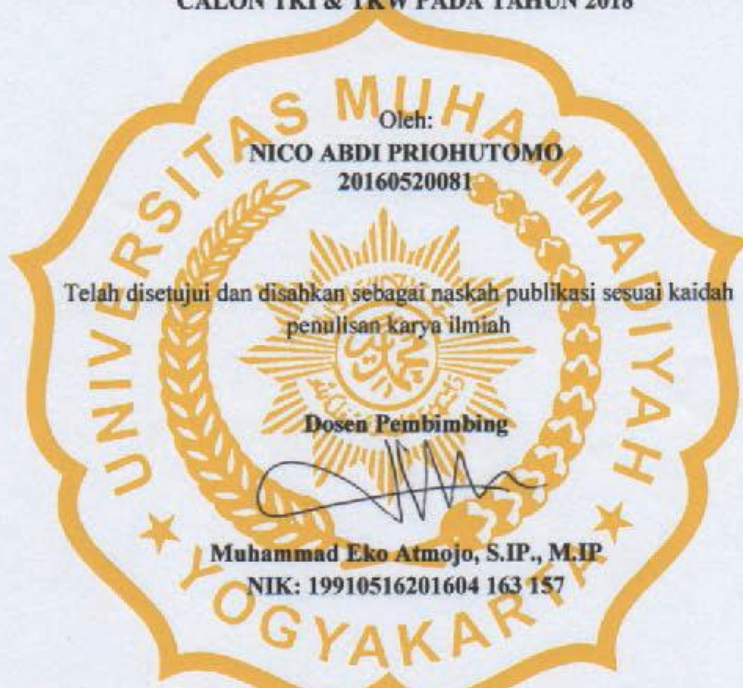 CALON TKI & TKW PADA TAHUN 2018
UNIVERSITAS MUHAMMADIYAH
YOGYAKARTA
Oleh:
NICO ABDI PRIOHUTOMO
20160520081
Telah disetujui dan disahkan sebagai naskah publikasi sesuai kaidah
penulisan karya ilmiah
Dosen Pembimbing
Muhammad Eko Atmojo, S.IP., M.IP
NIK: 19910516201604 163 157